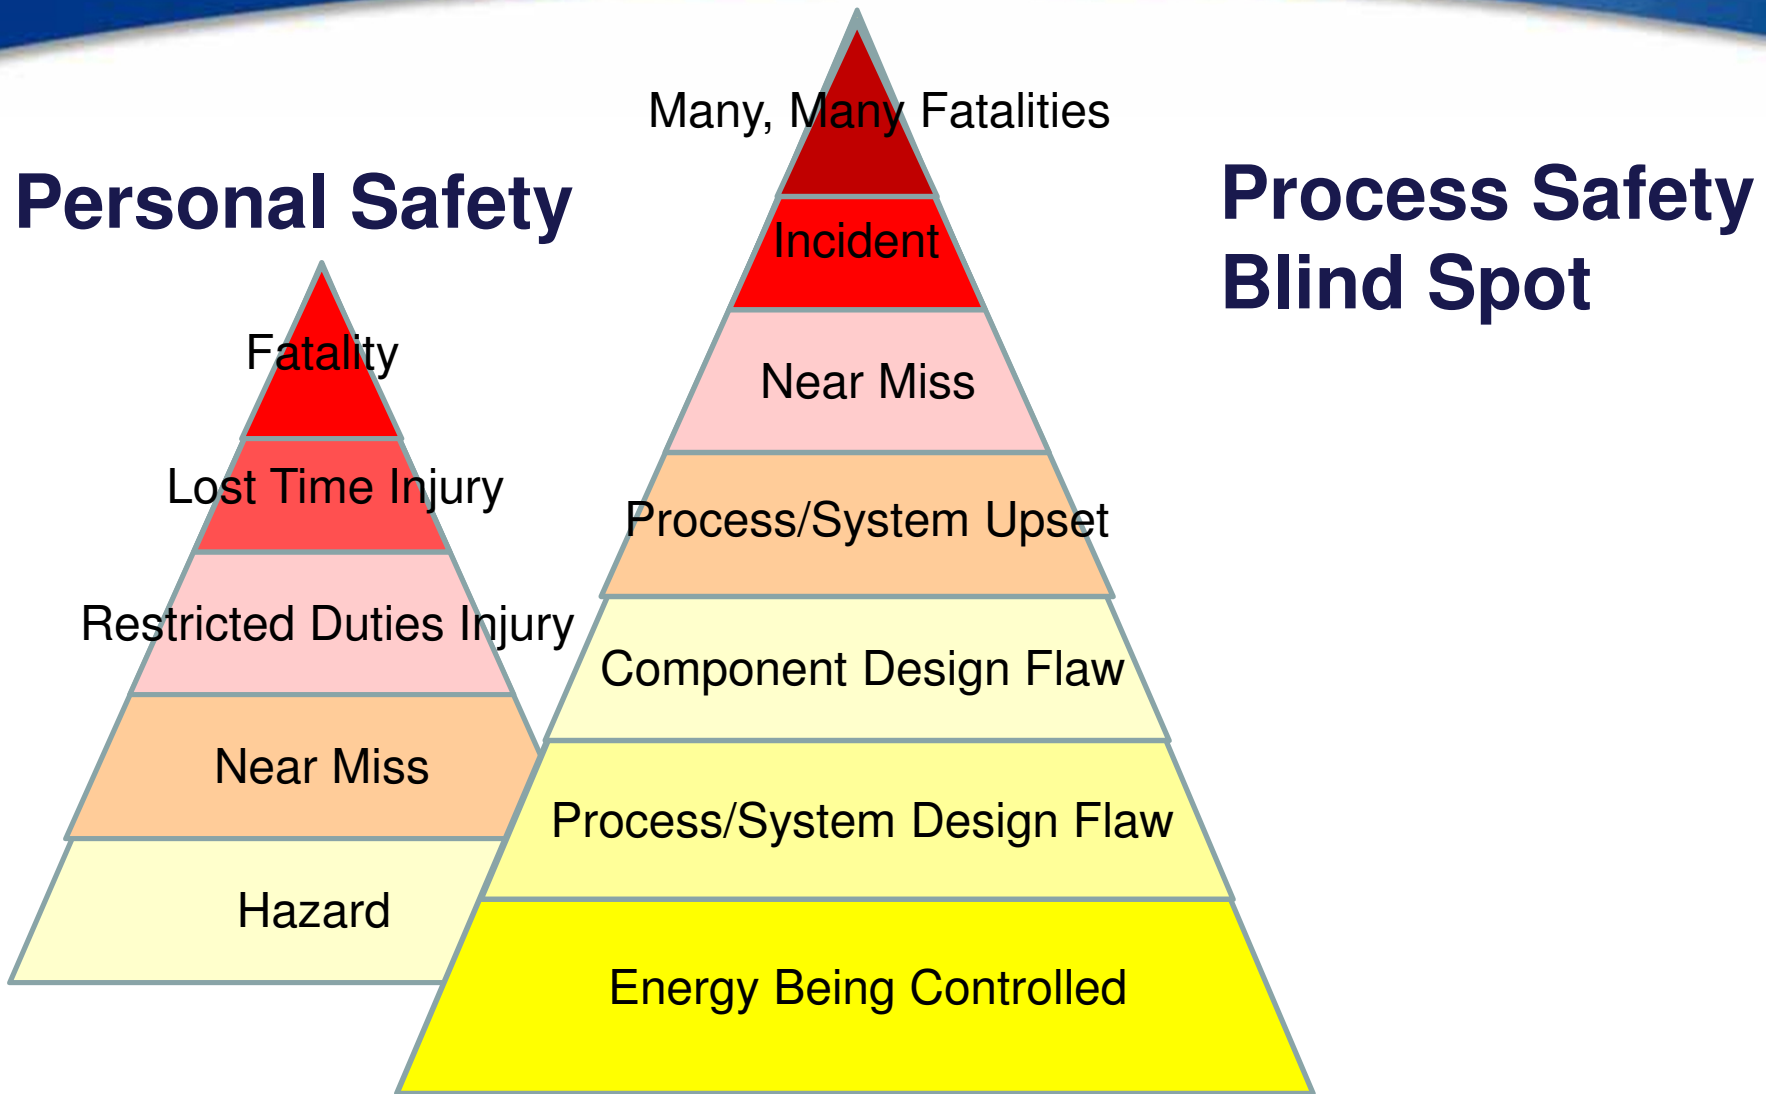 Personal Safety
Fatality
Lost Time Injury
Restricted Duties Injury
Near Miss
Hazard
Many, Many Fatalities
Incident
Near Miss
Process/System Upset
Component Design Flaw
Process/System Design Flaw
Energy Being Controlled
Process Safety
Blind Spot